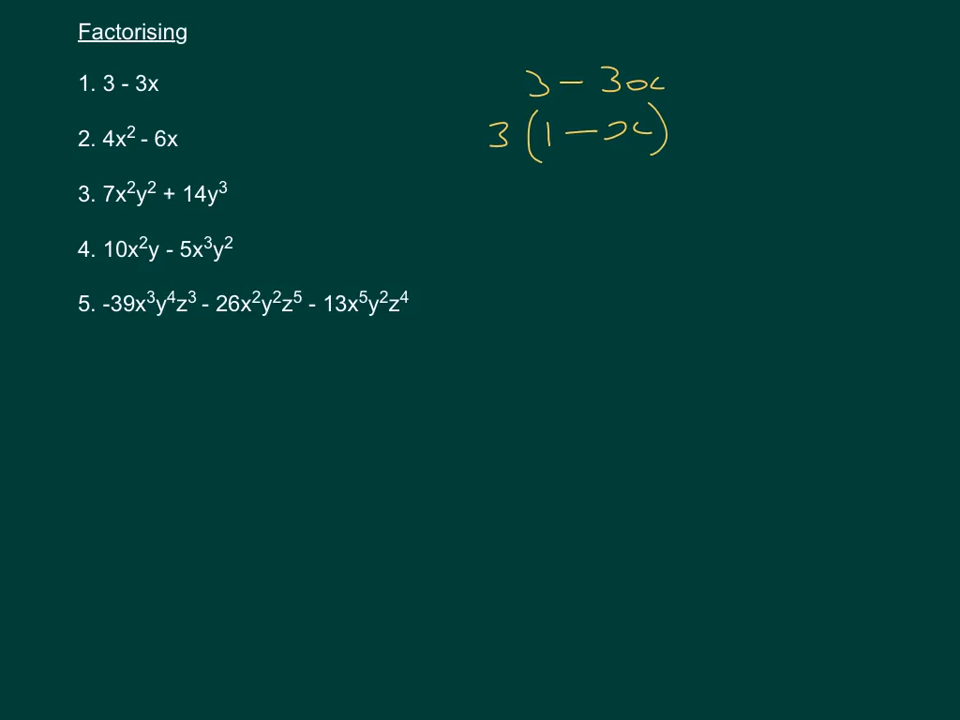 Factorising
1. 3 - 3x
3 - 3x
2. 4x² - 6x
3 (1 - x)
3. 7x²y² + 14y³
4. 10x²y - 5x³y²
5. -39x³y⁴z³ - 26x²y²z⁵ - 13x⁵y²z⁴